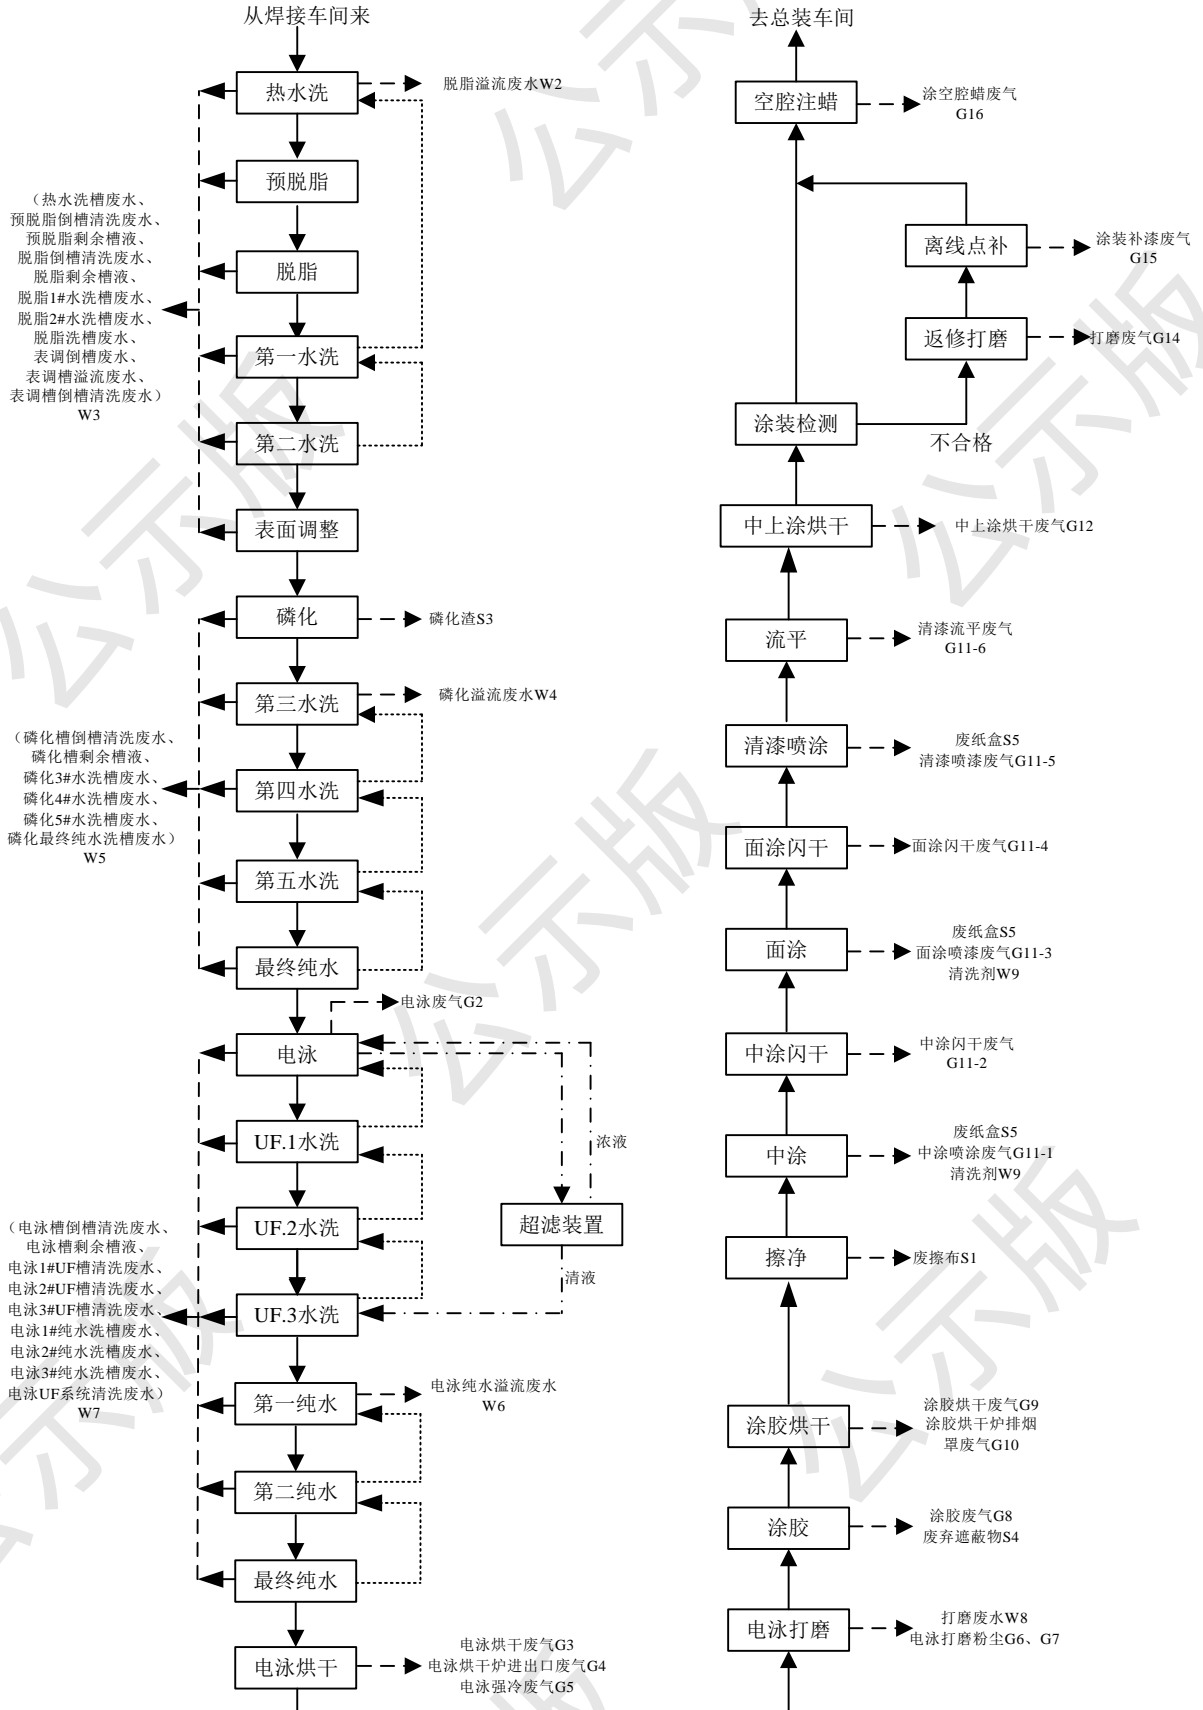 从焊接车间来
热水洗
脱脂溢流废水W2
预脱脂
（热水洗槽废水、
预脱脂倒槽清洗废水、
预脱脂剩余槽液、
脱脂倒槽清洗废水、
脱脂剩余槽液、
脱脂1#水洗槽废水、
脱脂2#水洗槽废水、
脱脂洗槽废水、
表调倒槽废水、
表调槽溢流废水、
表调槽倒槽清洗废水）
W3
脱脂
第一水洗
第二水洗
表面调整
磷化
磷化渣S3
第三水洗
磷化溢流废水W4
（磷化槽倒槽清洗废水、
磷化槽剩余槽液、
磷化3#水洗槽废水、
磷化4#水洗槽废水、
磷化5#水洗槽废水、
磷化最终纯水洗槽废水）
W5
第四水洗
第五水洗
最终纯水
电泳废气G2
电泳
UF.1水洗
浓液
UF.2水洗
超滤装置
清液
UF.3水洗
（电泳槽倒槽清洗废水、
电泳槽剩余槽液、
电泳1#UF槽清洗废水、
电泳2#UF槽清洗废水、
电泳3#UF槽清洗废水、
电泳1#纯水洗槽废水、
电泳2#纯水洗槽废水、
电泳3#纯水洗槽废水、
电泳UF系统清洗废水）
W7
第一纯水
电泳纯水溢流废水
W6
第二纯水
最终纯水
电泳烘干
电泳烘干废气G3
电泳烘干炉进出口废气G4
电泳强冷废气G5
去总装车间
空腔注蜡
涂空腔蜡废气
G16
离线点补
涂装补漆废气
G15
返修打磨
打磨废气G14
涂装检测
不合格
中上涂烘干
中上涂烘干废气G12
流平
清漆流平废气
G11-6
清漆喷涂
废纸盒S5
清漆喷漆废气G11-5
面涂闪干
面涂闪干废气G11-4
面涂
废纸盒S5
面涂喷漆废气G11-3
清洗剂W9
中涂闪干
中涂闪干废气
G11-2
中涂
废纸盒S5
中涂喷涂废气G11-1
清洗剂W9
擦净
废擦布S1
涂胶烘干
涂胶烘干废气G9
涂胶烘干炉排烟
罩废气G10
涂胶
涂胶废气G8
废弃遮蔽物S4
电泳打磨
打磨废水W8
电泳打磨粉尘G6、G7
公示版
公示版
公示版
公示版
公示版
公示版